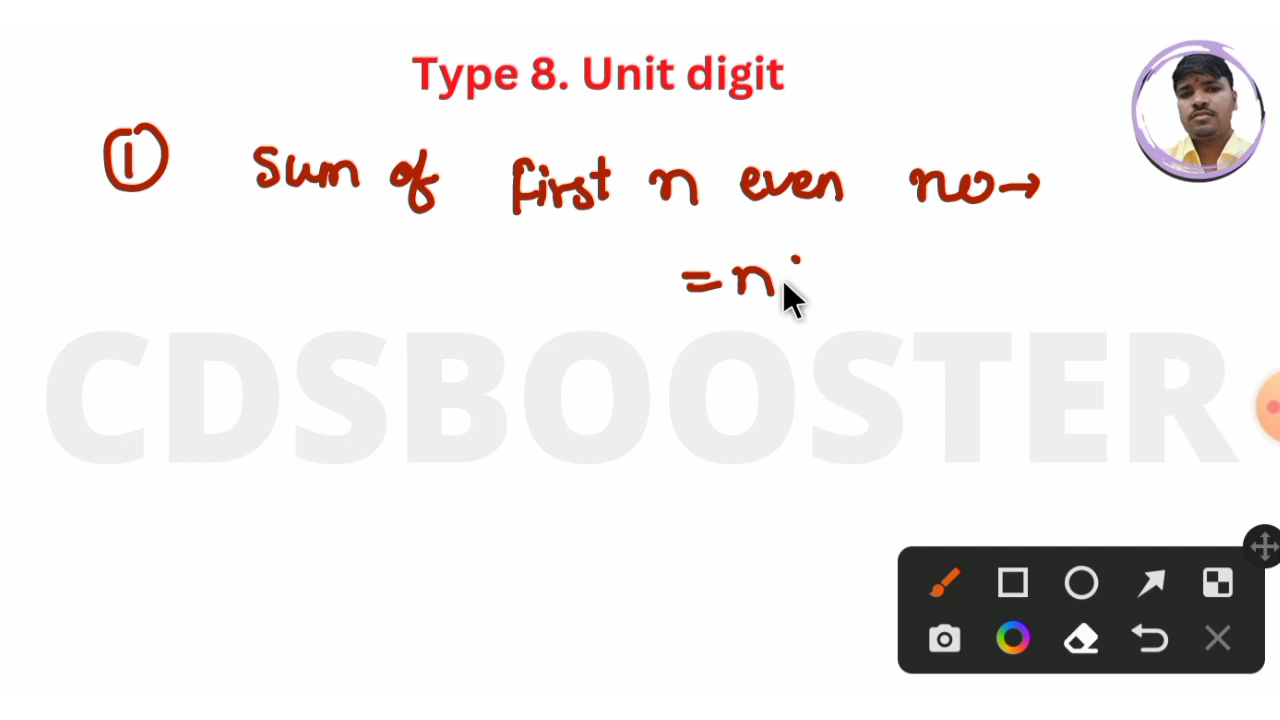 Type 8. Unit digit
① Sum of first n even no→
= n
CDSBOOSTER